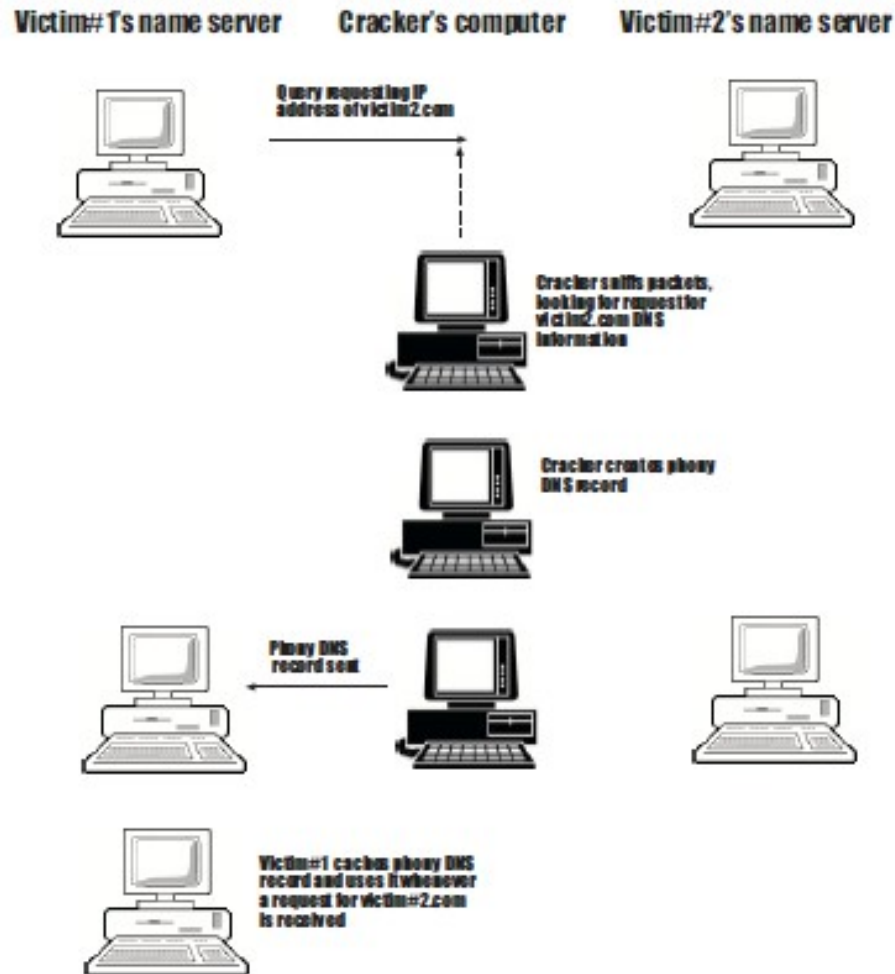 Victim#1's name server
Cracker's computer
Victim#2's name server
Query requesting IP
address of victim2.com
Cracker sniffs packets,
looking for request for
victim2.com DNS
information
Cracker creates phony
DNS record
Phony DNS
record sent
Victim#1 caches phony DNS
record and uses it whenever
a request for victim#2.com
is received